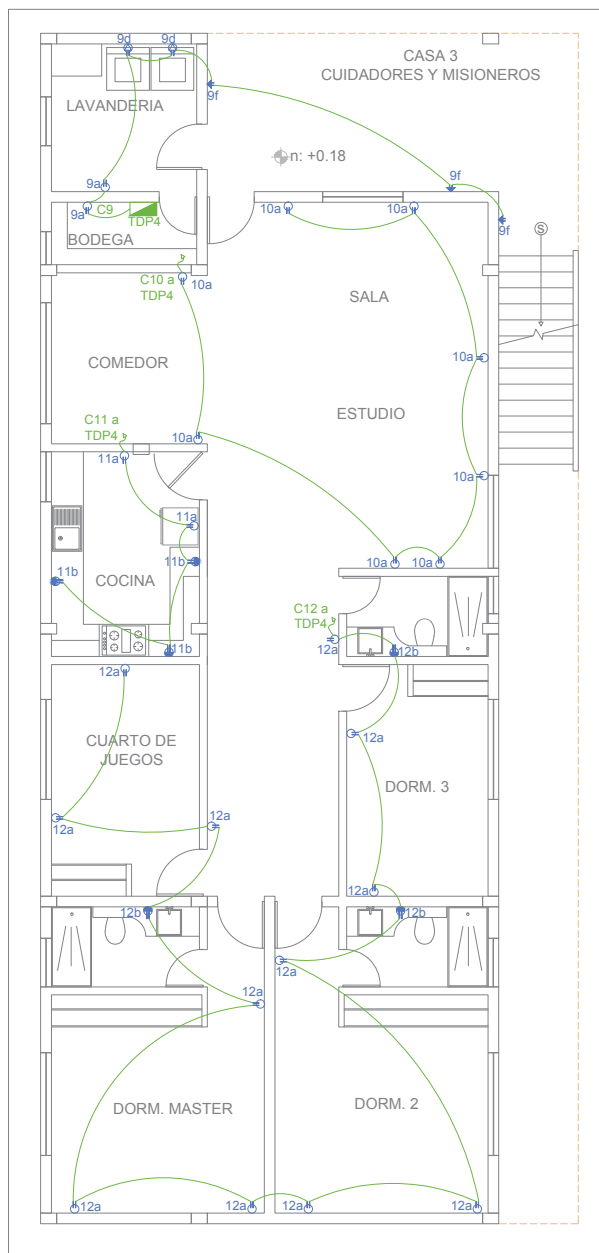 9d
9d
CASA 3
CUIDADORES Y MISIONEROS
9f
LAVANDERIA
n: +0.18
9f
9a
C9
9a
TDP4
10a
10a
9f
BODEGA
S
C10 a
TDP4
10a
SALA
COMEDOR
10a
ESTUDIO
C11 a
TDP4
10a
11a
10a
11a
11b
10a
10a
11b
COCINA
C12 a
TDP4
12a
11b
12b
12a
CUARTO DE
JUEGOS
12a
DORM. 3
12a
12a
12a
12b
12b
12a
12a
DORM. MASTER
DORM. 2
12a
12a
12a
12a